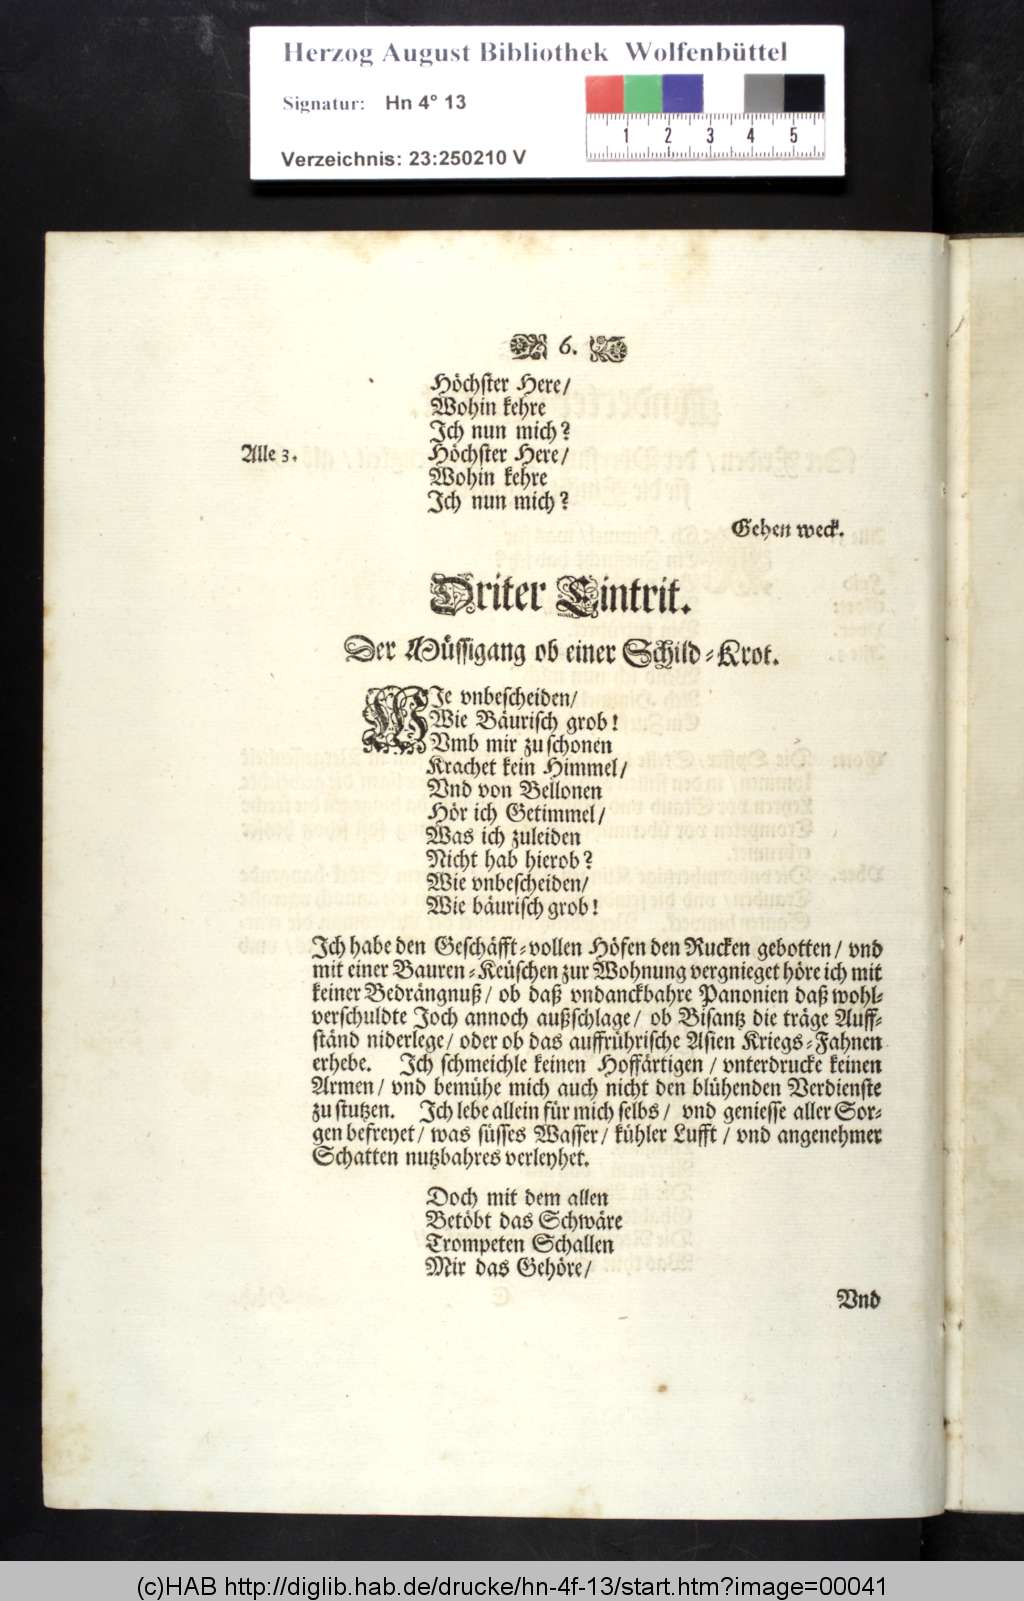 Herzog August Bibliothek Wolfenbüttel
Signatur: Hn 4° 13
1 2 3 4 5
Verzeichnis: 23:250210 V
6.
Höchster Here/
Wohin kehre
Ich nun mich?
Alle 3. Höchster Here/
Wohin kehre
Ich nun mich?
Gehen weck.
Driter Eintrit.
Der Müssigang ob einer Schild-Krot.
WIe vnbescheiden/
Wie Bäurisch grob!
Vmb mir zu schonen
Krachet kein Himmel/
Vnd von Bellonen
Hör ich Getimmel/
Was ich zuleiden
Nicht hab hierob?
Wie vnbescheiden/
Wie bäurisch grob!
Ich habe den Geschäfft-vollen Höfen den Rucken gebotten/ vnd
mit einer Bauren-Keüschen zur Wohnung vergnieget höre ich mit
keiner Bedrängnuß/ ob daß vndanckbahre Panonien daß wohl-
verschuldte Joch annoch außschlage/ ob Bisantz die träge Auff-
ständ niderlege/ oder ob das auffrührische Asien Kriegs-Fahnen
erhebe. Ich schmeichle keinen Hoffärtigen/ vnterdrucke keinen
Armen/ vnd bemühe mich auch nicht den blühenden Verdienste
zu stutzen. Ich lebe allein für mich selbs/ vnd geniesse aller Sor-
gen befreyet/ was süsses Wasser/ kühler Lufft/ vnd angenehmer
Schatten nutzbahres verleyhet.
Doch mit dem allen
Betöbt das Schwäre
Trompeten Schallen
Mir das Gehöre/
Vnd
(c)HAB http://diglib.hab.de/drucke/hn-4f-13/start.htm?image=00041